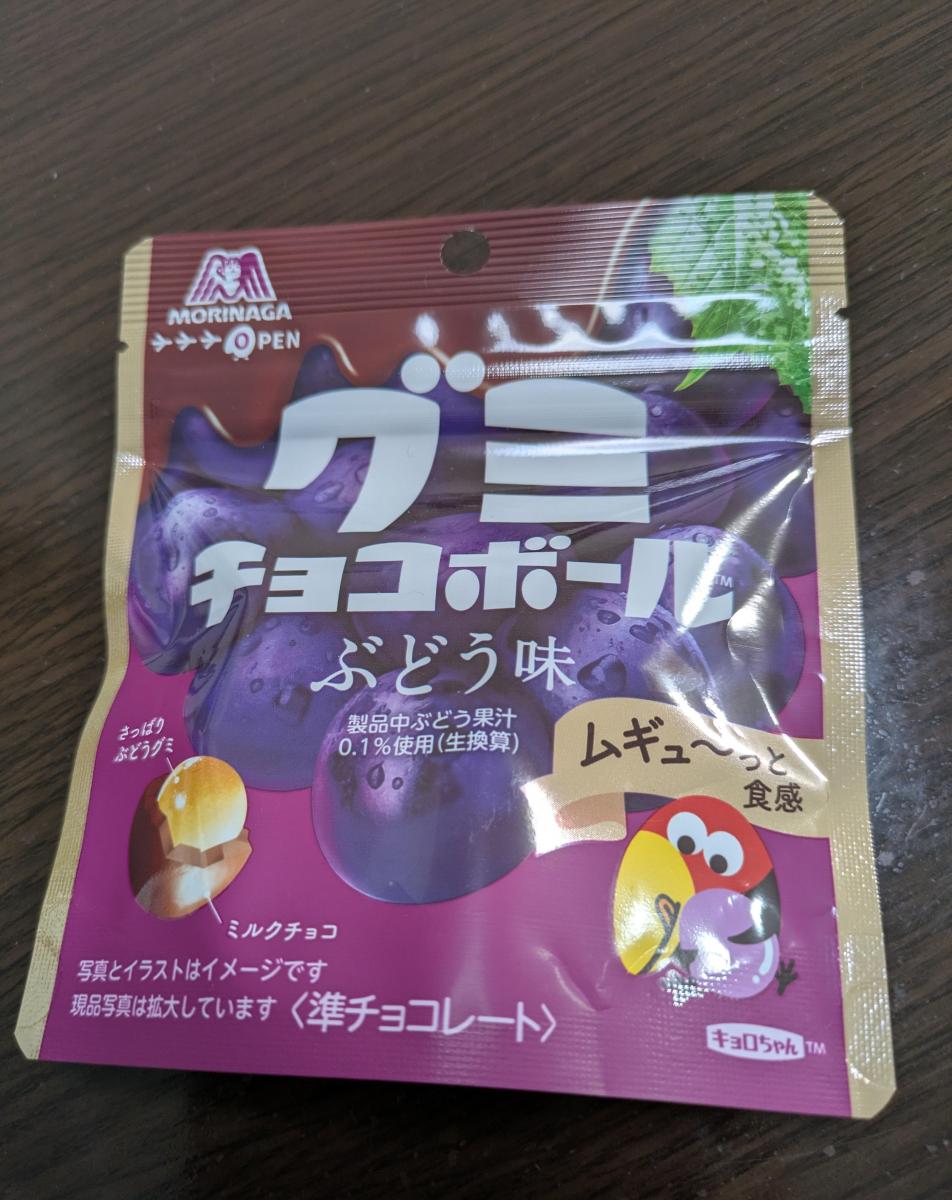 MORINAGA
OPEN
グミ
チョコボール™
ぶどう味
製品中ぶどう果汁
0.1%使用(生換算)
さっぱり
ぶどうグミ
ムギュ〜っと
食感
ミルクチョコ
写真とイラストはイメージです
現品写真は拡大しています〈準チョコレート〉
キョロちゃん™